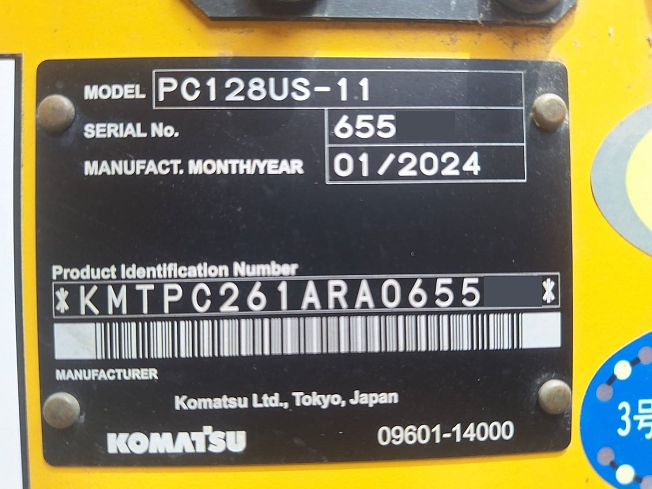 MODEL PC128US-11
SERIAL No. 655
MANUFACT. MONTH/YEAR 01/2024
Product Identification Number
*KMTPC261ARA0655 *
MANUFACTURER
Komatsu Ltd., Tokyo, Japan
KOMATSU 09601-14000
3号